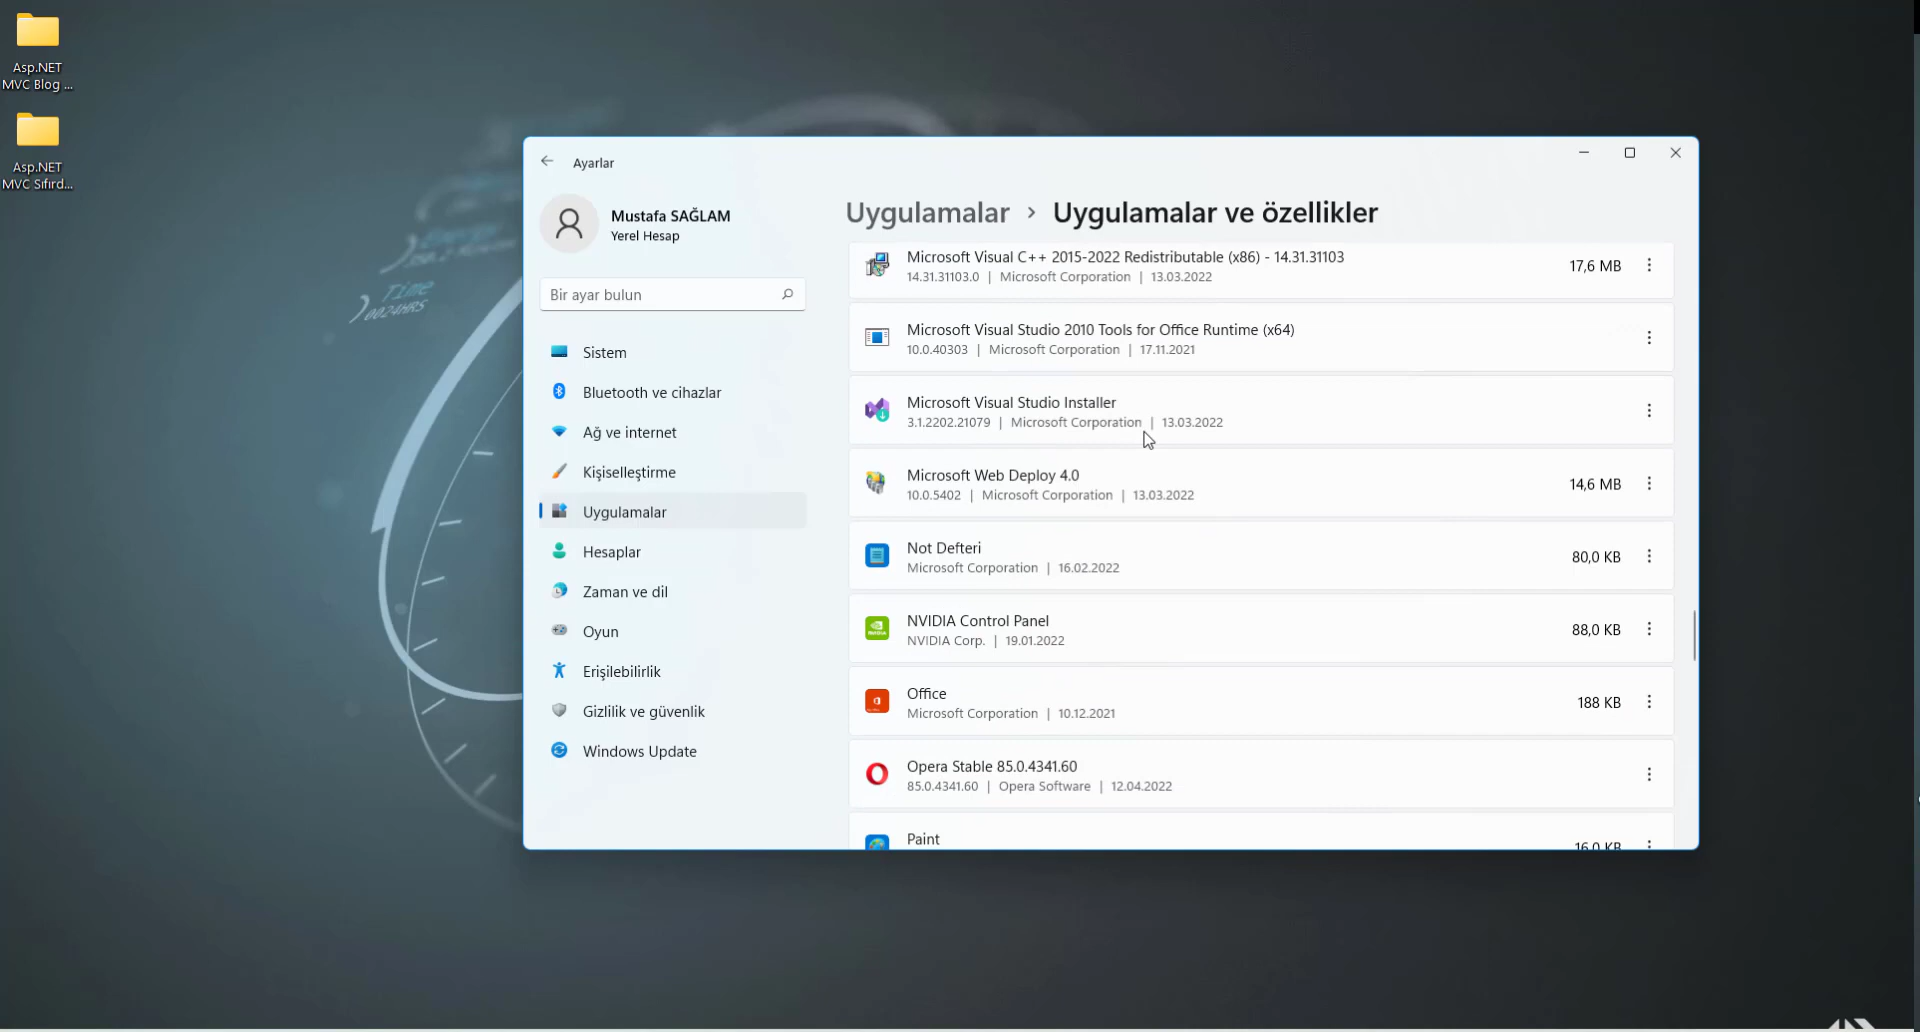 Asp.NET
MVC Blog ...
Asp.NET
MVC Sıfırd...
Time
0024HRS
Ayarlar
Mustafa SAĞLAM
Yerel Hesap
Bir ayar bulun
Sistem
Bluetooth ve cihazlar
Ağ ve internet
Kişiselleştirme
Uygulamalar
Hesaplar
Zaman ve dil
Oyun
Erişilebilirlik
Gizlilik ve güvenlik
Windows Update
Uygulamalar › Uygulamalar ve özellikler
Microsoft Visual C++ 2015-2022 Redistributable (x86) - 14.31.31103
14.31.31103.0 | Microsoft Corporation | 13.03.2022
17,6 MB
Microsoft Visual Studio 2010 Tools for Office Runtime (x64)
10.0.40303 | Microsoft Corporation | 17.11.2021
Microsoft Visual Studio Installer
3.1.2202.21079 | Microsoft Corporation | 13.03.2022
Microsoft Web Deploy 4.0
10.0.5402 | Microsoft Corporation | 13.03.2022
14,6 MB
Not Defteri
Microsoft Corporation | 16.02.2022
80,0 KB
NVIDIA Control Panel
NVIDIA Corp. | 19.01.2022
88,0 KB
Office
Microsoft Corporation | 10.12.2021
188 KB
Opera Stable 85.0.4341.60
85.0.4341.60 | Opera Software | 12.04.2022
Paint
16,0 KB